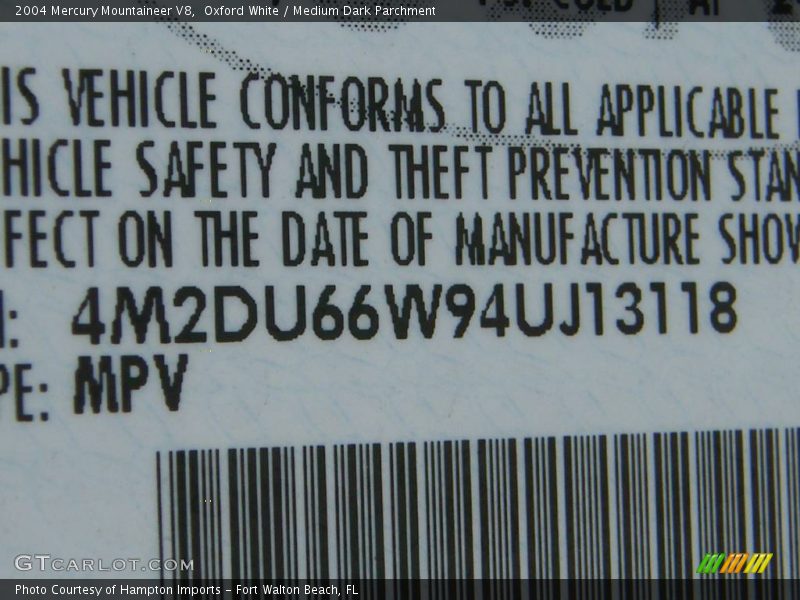 2004 Mercury Mountaineer V8, Oxford White / Medium Dark Parchment
IS VEHICLE CONFORMS TO ALL APPLICABLE
HICLE SAFETY AND THEFT PREVENTION STAN
FECT ON THE DATE OF MANUFACTURE SHOW
: 4M2DU66W94UJ13118
PE: MPV
GTCARLOT.COM
Photo Courtesy of Hampton Imports - Fort Walton Beach, FL